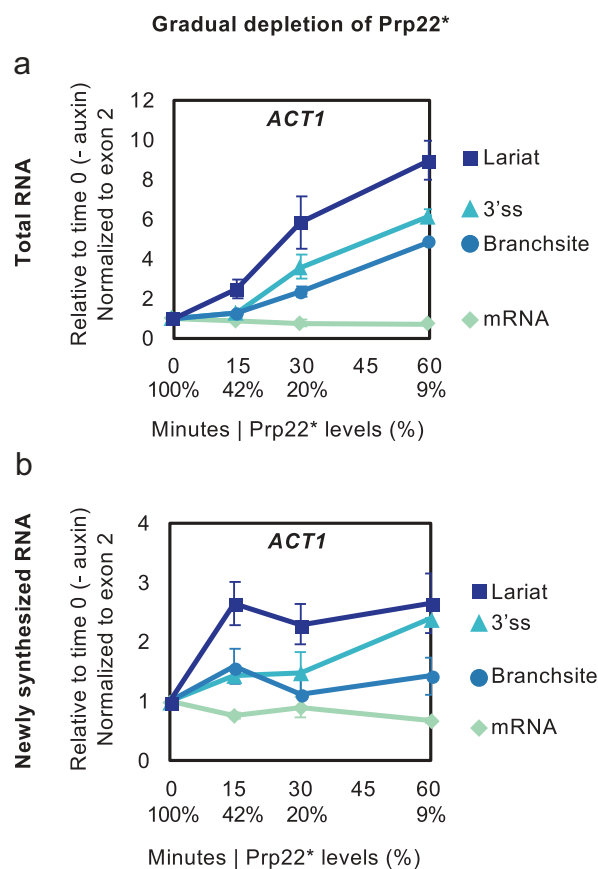 Gradual depletion of Prp22*
a
Total RNA
Relative to time 0 (- auxin)
Normalized to exon 2
12
10
8
6
4
2
0
ACT1
Lariat
3'ss
Branchsite
mRNA
0 15 30 45 60
100% 42% 20% 9%
Minutes | Prp22* levels (%)
b
Newly synthesized RNA
Relative to time 0 (- auxin)
Normalized to exon 2
4
3
2
1
0
ACT1
Lariat
3'ss
Branchsite
mRNA
0 15 30 45 60
100% 42% 20% 9%
Minutes | Prp22* levels (%)